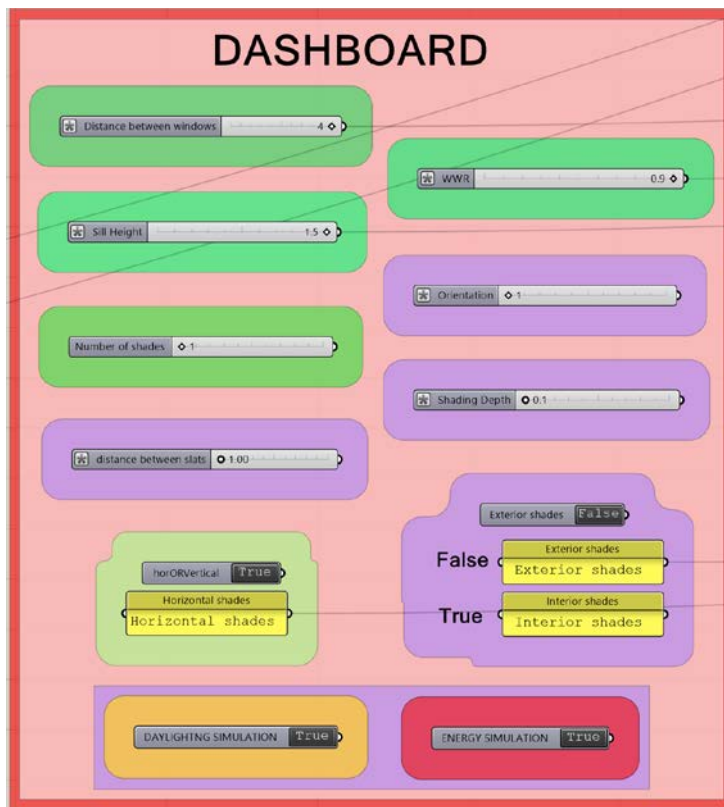 DASHBOARD
Distance between windows 4
WWR 0.9
Sill Height 1.5
Orientation 1
Number of shades 1
Shading Depth 0.1
distance between slats 1.00
Exterior shades False
False Exterior shades
Exterior shades
horORVertical True
Horizontal shades
Horizontal shades
True Interior shades
Interior shades
DAYLIGHTNG SIMULATION True
ENERGY SIMULATION True